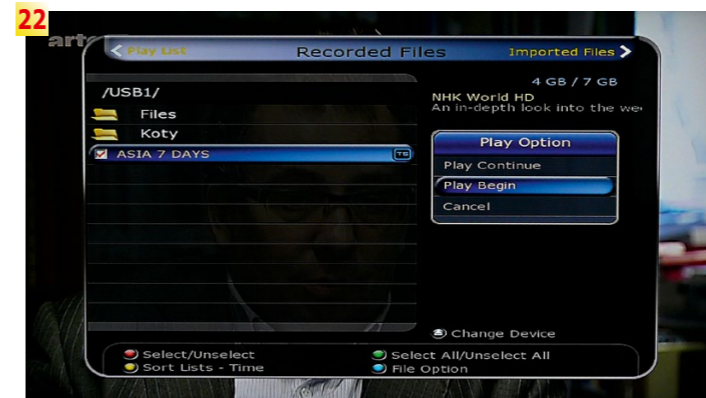 22
arte
Play List
Recorded Files
Imported Files
/USB1/
4 GB / 7 GB
NHK World HD
An in-depth look into the we
Files
Koty
ASIA 7 DAYS
TS
Play Option
Play Continue
Play Begin
Cancel
Change Device
Select/Unselect
Select All/Unselect All
Sort Lists - Time
File Option